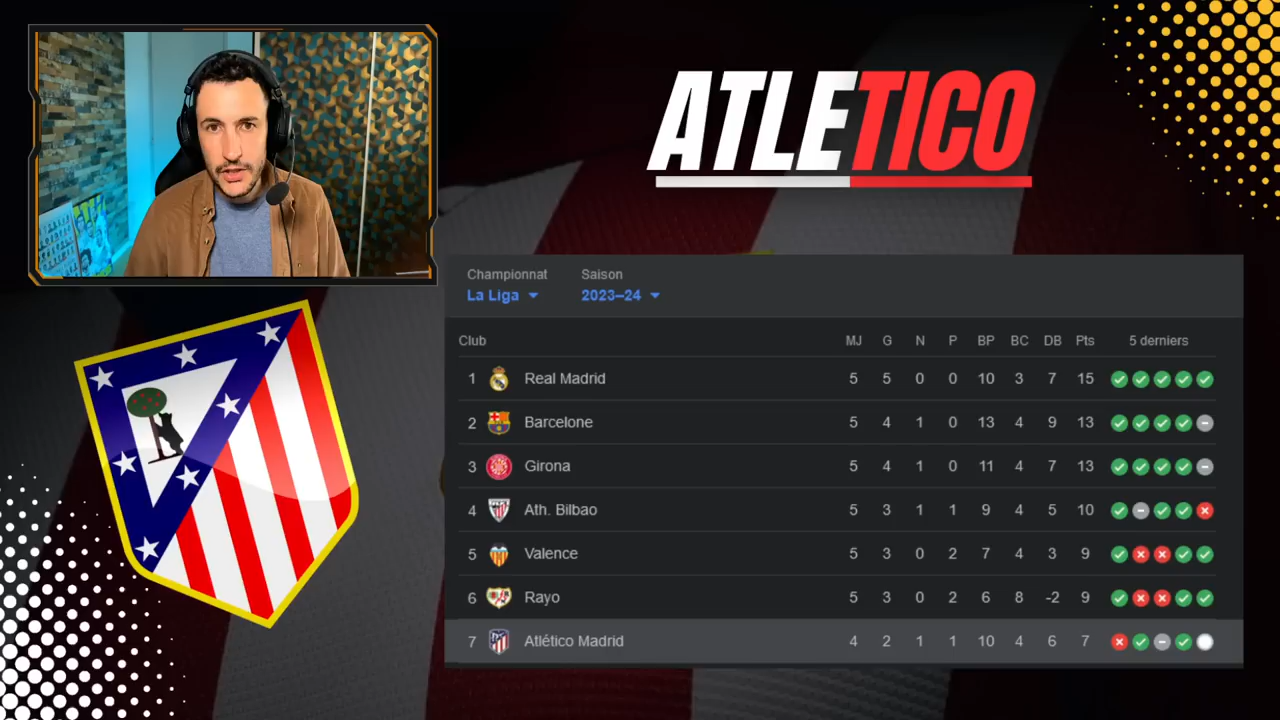 ATLETICO
Championnat Saison
La Liga 2023–24
Club MJ G N P BP BC DB Pts 5 derniers
1 Real Madrid 5 5 0 0 10 3 7 15
2 Barcelone 5 4 1 0 13 4 9 13
3 Girona 5 4 1 0 11 4 7 13
4 Ath. Bilbao 5 3 1 1 9 4 5 10
5 Valence 5 3 0 2 7 4 3 9
6 Rayo 5 3 0 2 6 8 -2 9
7 Atlético Madrid 4 2 1 1 10 4 6 7